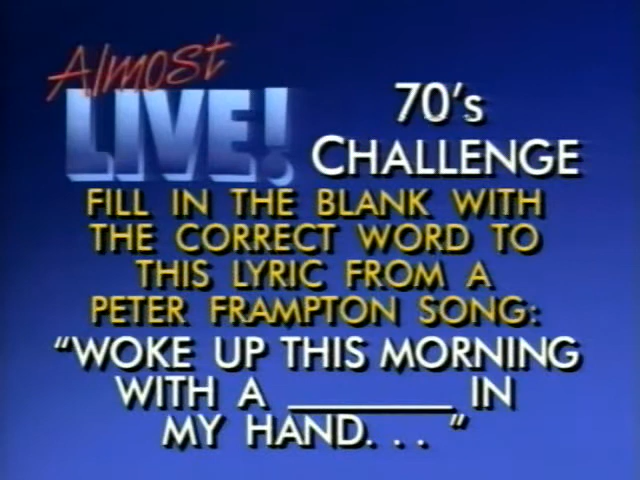 Almost
LIVE!
70's
CHALLENGE
FILL IN THE BLANK WITH
THE CORRECT WORD TO
THIS LYRIC FROM A
PETER FRAMPTON SONG:
"WOKE UP THIS MORNING
WITH A ________ IN
MY HAND. . . "